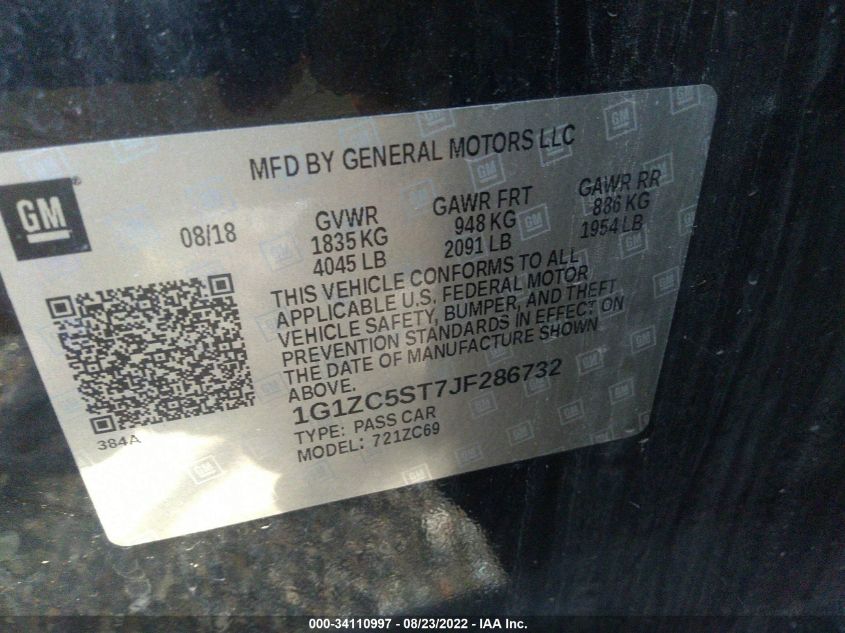 MFD BY GENERAL MOTORS LLC
GM
08/18
GVWR
1835 KG
4045 LB
GAWR FRT
948 KG
2091 LB
GAWR RR
886 KG
1954 LB
THIS VEHICLE CONFORMS TO ALL
APPLICABLE U.S. FEDERAL MOTOR
VEHICLE SAFETY, BUMPER, AND THEFT
PREVENTION STANDARDS IN EFFECT ON
THE DATE OF MANUFACTURE SHOWN
ABOVE.
1G1ZC5ST7JF286732
TYPE: PASS CAR
MODEL: 721ZC69
384A
000-34110997 - 08/23/2022 - IAA Inc.